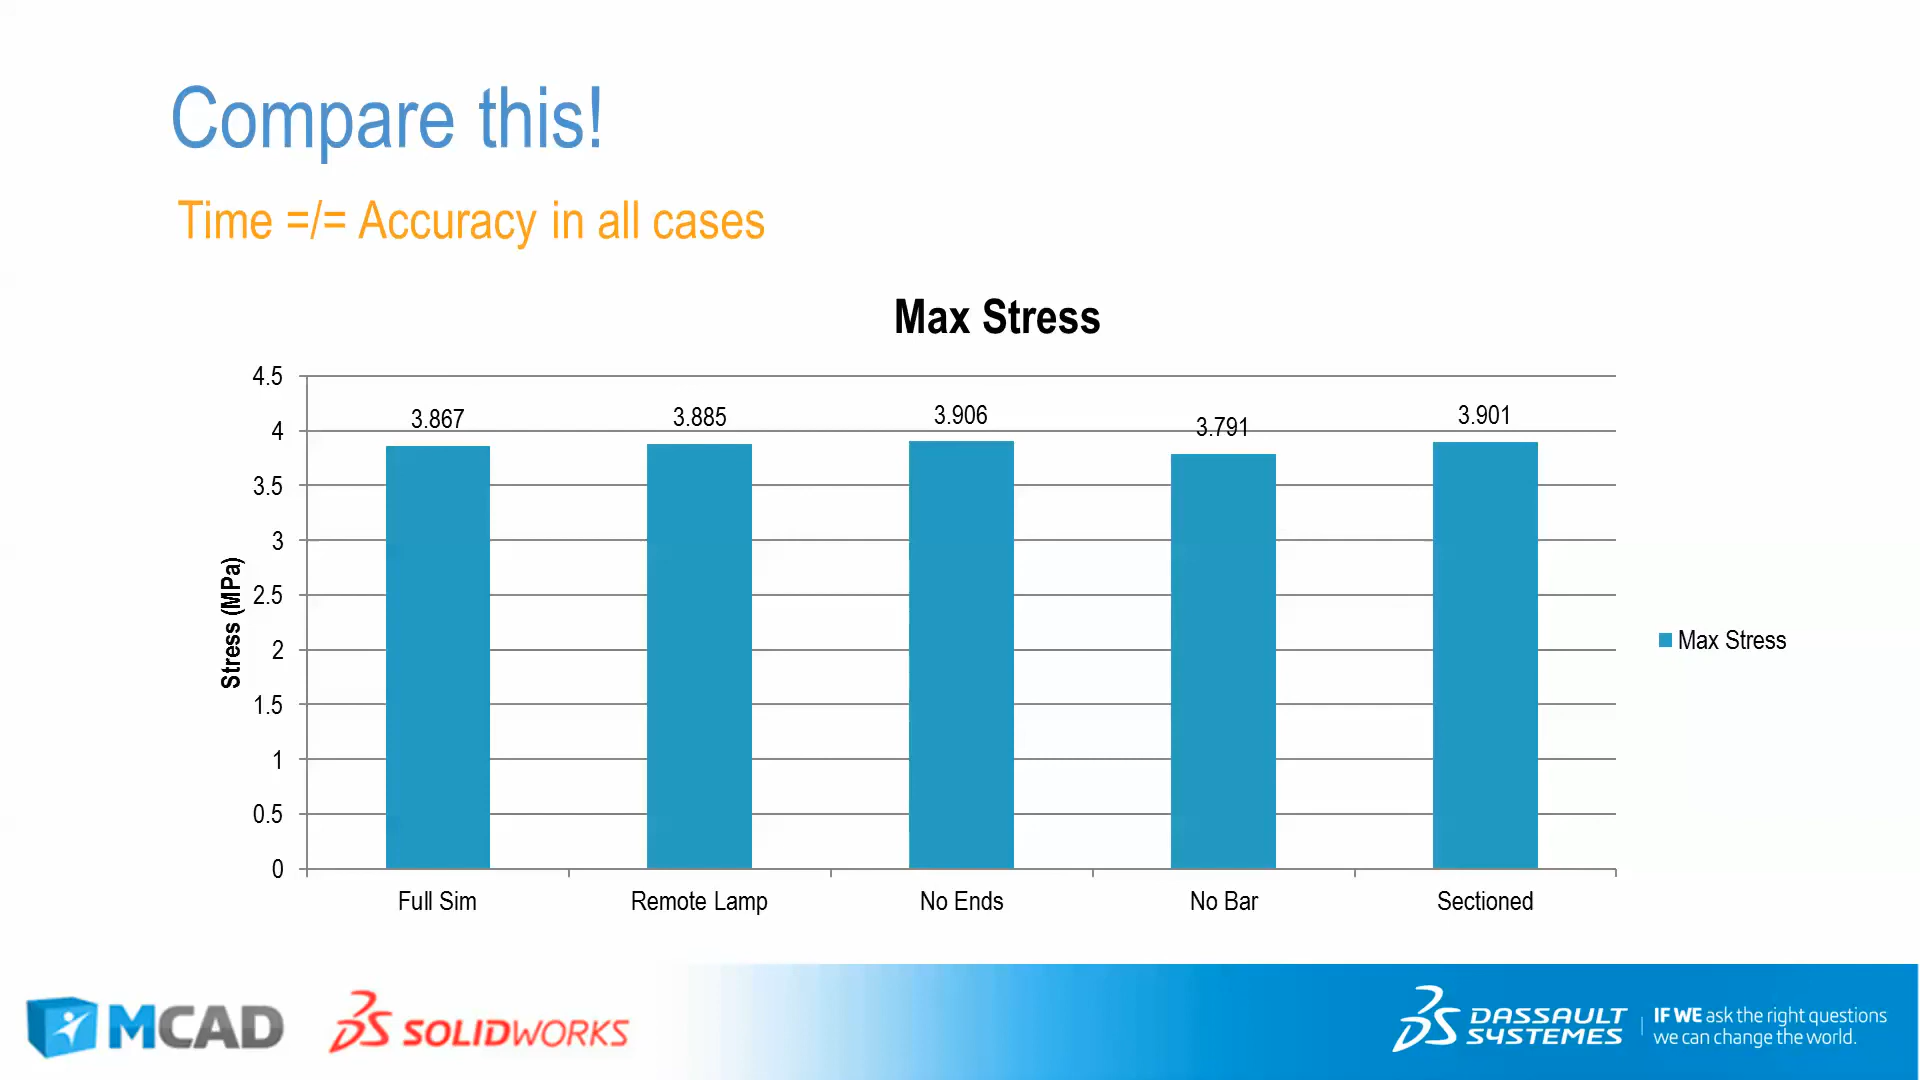 Compare this!
Time =/= Accuracy in all cases
Max Stress
Stress (MPa)
4.5
4
3.5
3
2.5
2
1.5
1
0.5
0
3.867
3.885
3.906
3.791
3.901
Full Sim
Remote Lamp
No Ends
No Bar
Sectioned
Max Stress
MCAD
SOLIDWORKS
DASSAULT
SYSTEMES
IF WE ask the right questions
we can change the world.